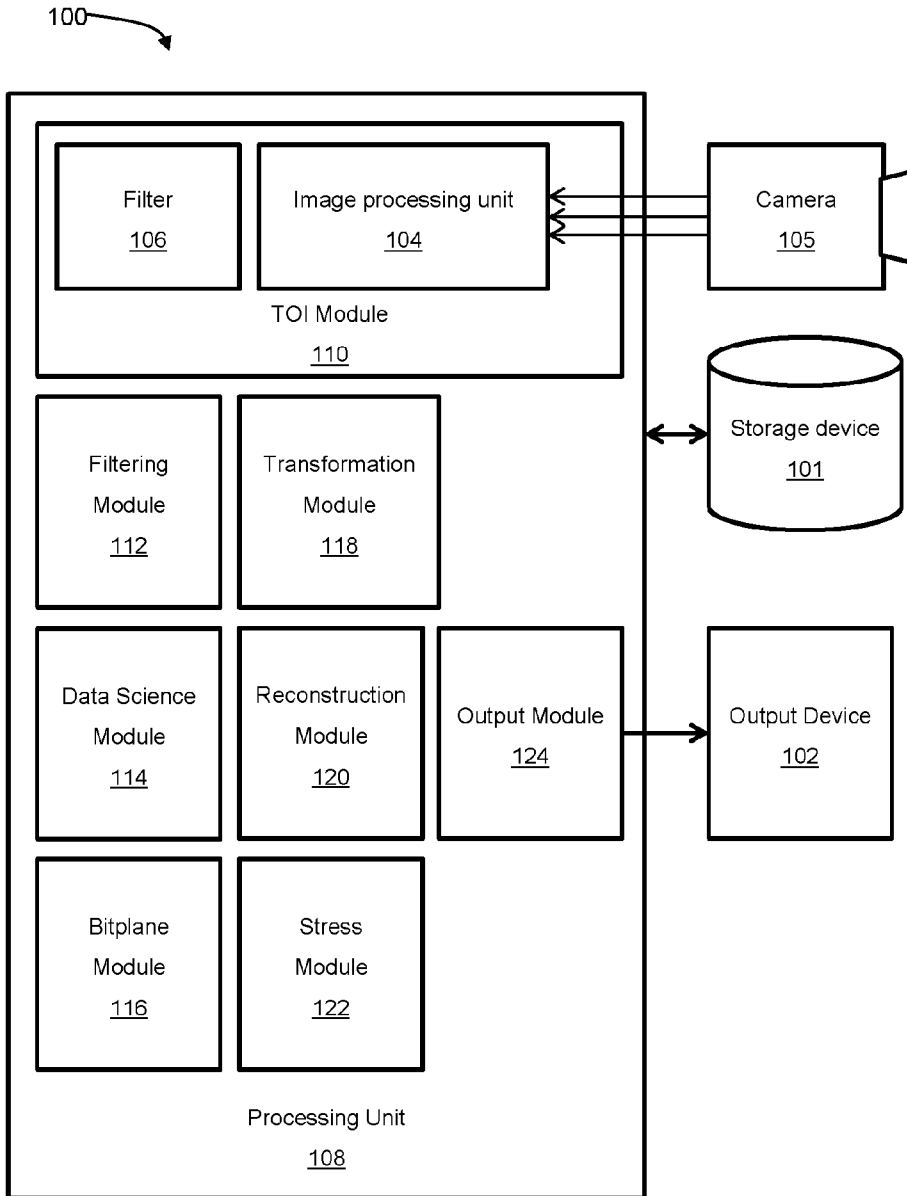 100
Filter
106
Image processing unit
104
Camera
105
TOI Module
110
Storage device
101
Filtering
Module
112
Transformation
Module
118
Data Science
Module
114
Reconstruction
Module
120
Output Module
124
Output Device
102
Bitplane
Module
116
Stress
Module
122
Processing Unit
108